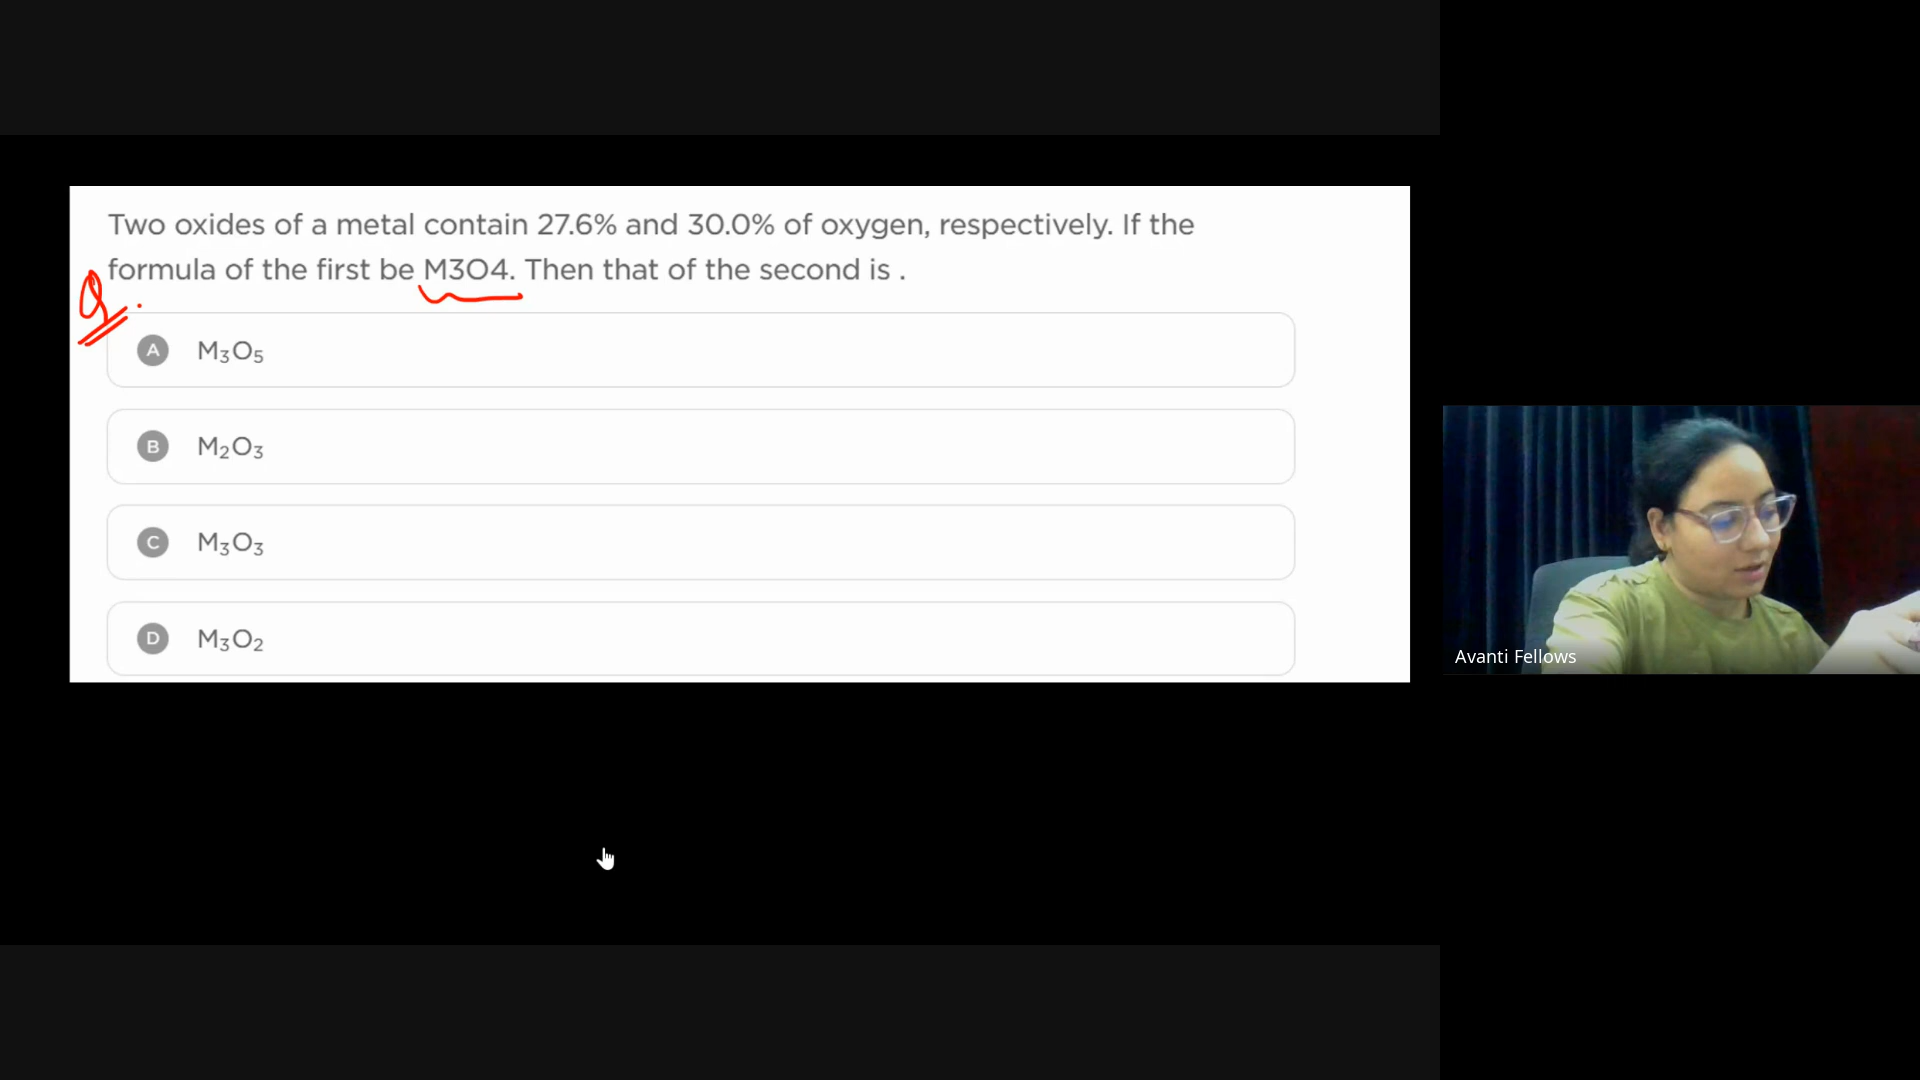 Two oxides of a metal contain 27.6% and 30.0% of oxygen, respectively. If the
formula of the first be M3O4. Then that of the second is .
Q.
A M₃O₅
B M₂O₃
C M₃O₃
D M₃O₂
Avanti Fellows